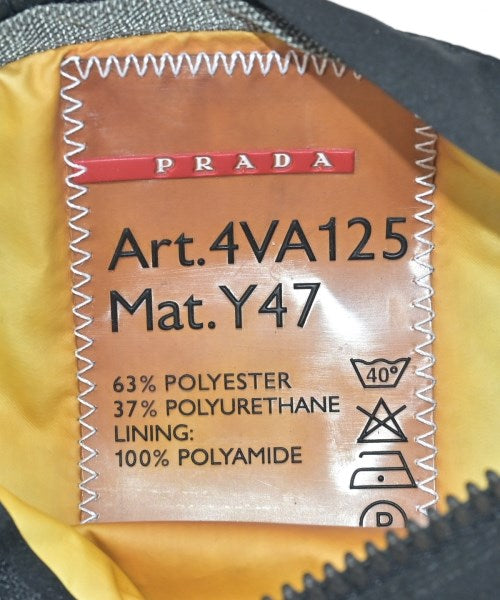 PRADA
Art.4VA125
Mat.Y47
63% POLYESTER
37% POLYURETHANE
LINING:
100% POLYAMIDE
40°
P